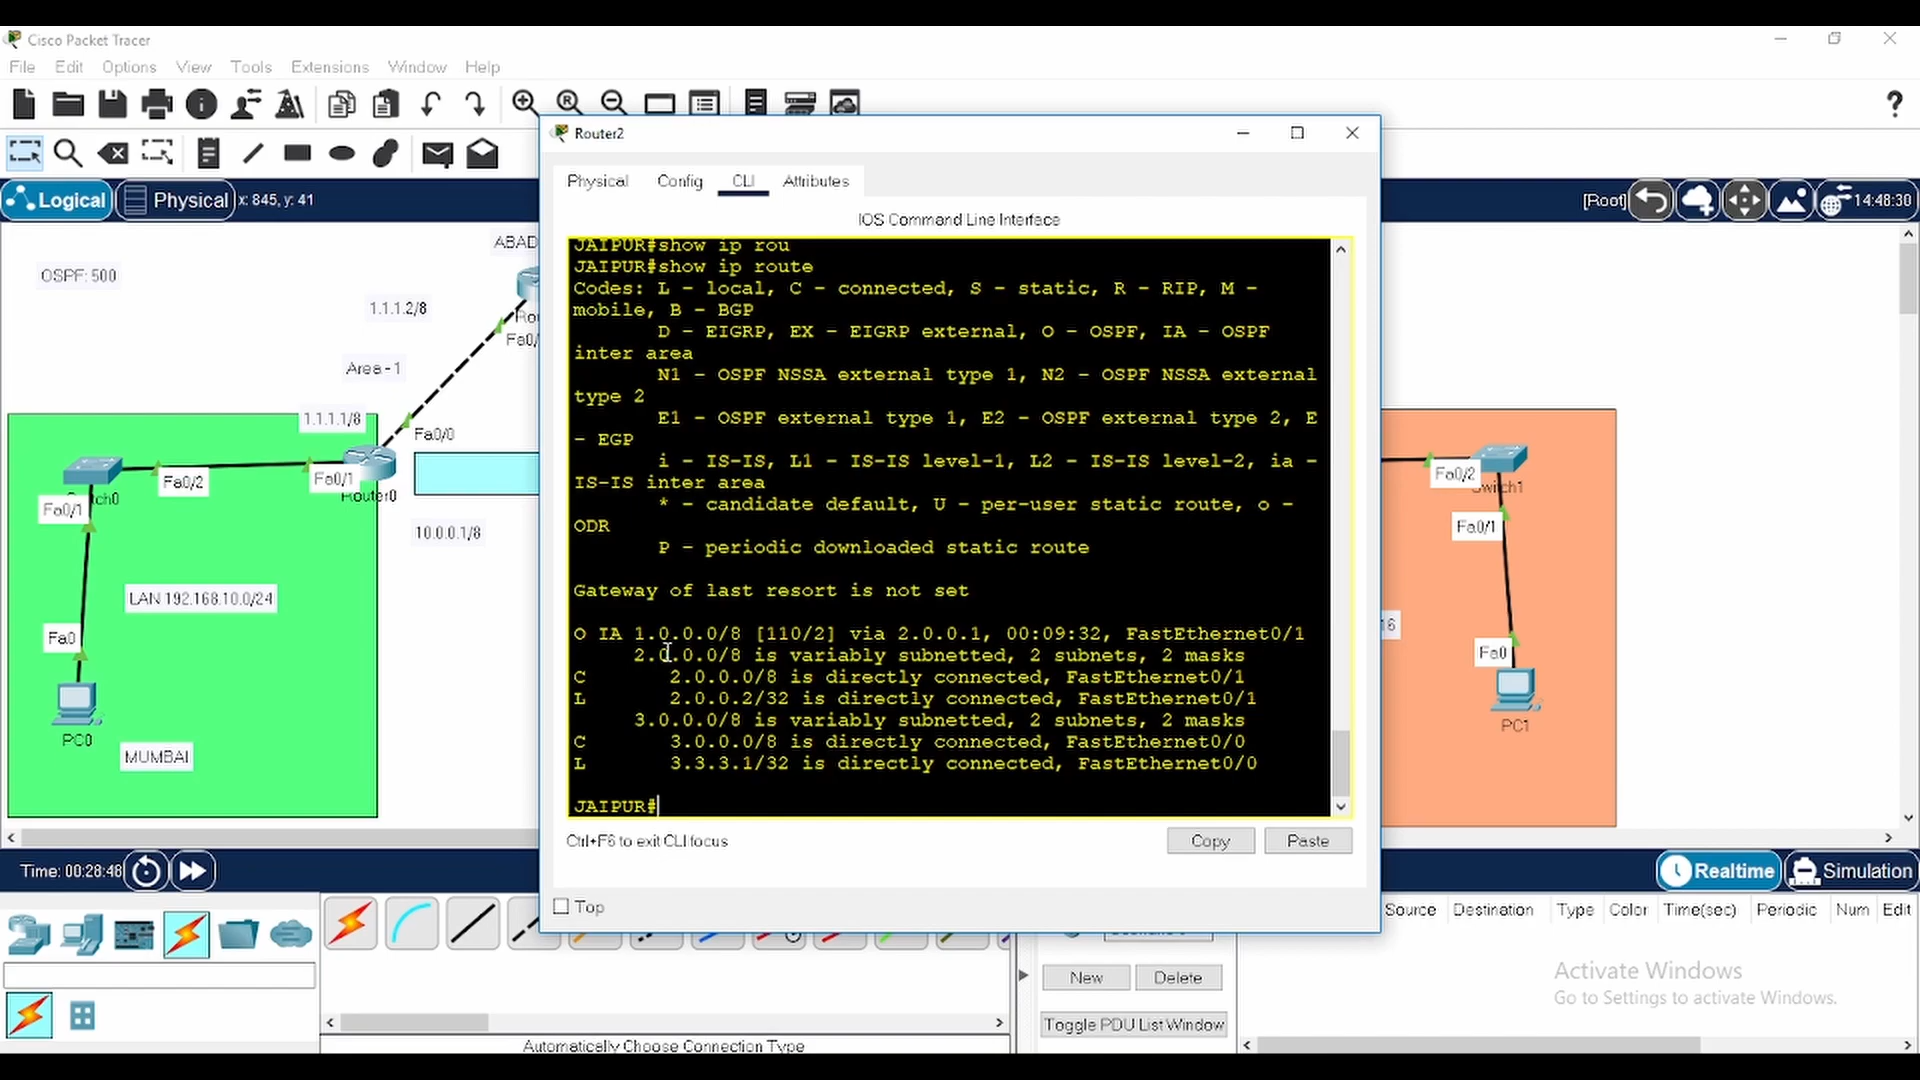 Cisco Packet Tracer
File Edit Options View Tools Extensions Window Help
Logical
Physical
x: 845, y: 41
[Root]
14:48:30
OSPF: 500
ABAD
1.1.1.2/8
Fa0/
Area - 1
1.1.1.1/8
Fa0/0
Fa0/2
Fa0/1
Router0
Fa0/1
10.0.0.1/8
LAN 192.168.10.0/24
Fa0
PC0
MUMBAI
Router2
Physical Config CLI Attributes
IOS Command Line Interface
JAIPUR#show ip rou
JAIPUR#show ip route
Codes: L - local, C - connected, S - static, R - RIP, M -
mobile, B - BGP
D - EIGRP, EX - EIGRP external, O - OSPF, IA - OSPF
inter area
N1 - OSPF NSSA external type 1, N2 - OSPF NSSA external
type 2
E1 - OSPF external type 1, E2 - OSPF external type 2, E
- EGP
i - IS-IS, L1 - IS-IS level-1, L2 - IS-IS level-2, ia -
IS-IS inter area
* - candidate default, U - per-user static route, o -
ODR
P - periodic downloaded static route
Gateway of last resort is not set
O IA 1.0.0.0/8 [110/2] via 2.0.0.1, 00:09:32, FastEthernet0/1
2.0.0.0/8 is variably subnetted, 2 subnets, 2 masks
C 2.0.0.0/8 is directly connected, FastEthernet0/1
L 2.0.0.2/32 is directly connected, FastEthernet0/1
3.0.0.0/8 is variably subnetted, 2 subnets, 2 masks
C 3.0.0.0/8 is directly connected, FastEthernet0/0
L 3.3.3.1/32 is directly connected, FastEthernet0/0
JAIPUR#
Ctrl+F6 to exit CLI focus
Copy
Paste
Top
Fa0/2
Fa0/1
16
Fa0
PC1
Time: 00:28:48
Realtime
Simulation
Source Destination Type Color Time(sec) Periodic Num Edit
New
Delete
Toggle PDU List Window
Automatically Choose Connection Type
Activate Windows
Go to Settings to activate Windows.